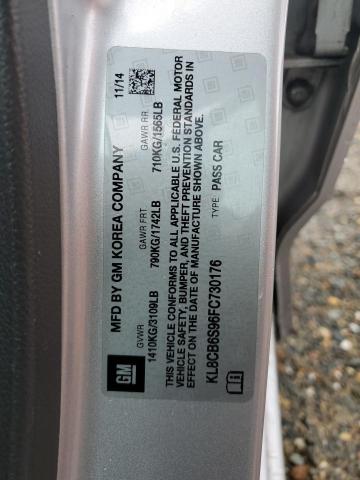 MFD BY GM KOREA COMPANY 11/14
GVWR GAWR FRT GAWR RR
1410KG/3109LB 790KG/1742LB 710KG/1565LB
THIS VEHICLE CONFORMS TO ALL APPLICABLE U.S. FEDERAL MOTOR
VEHICLE SAFETY, BUMPER, AND THEFT PREVENTION STANDARDS IN
EFFECT ON THE DATE OF MANUFACTURE SHOWN ABOVE.
KL8CB6S96FC730176 TYPE: PASS CAR
GM